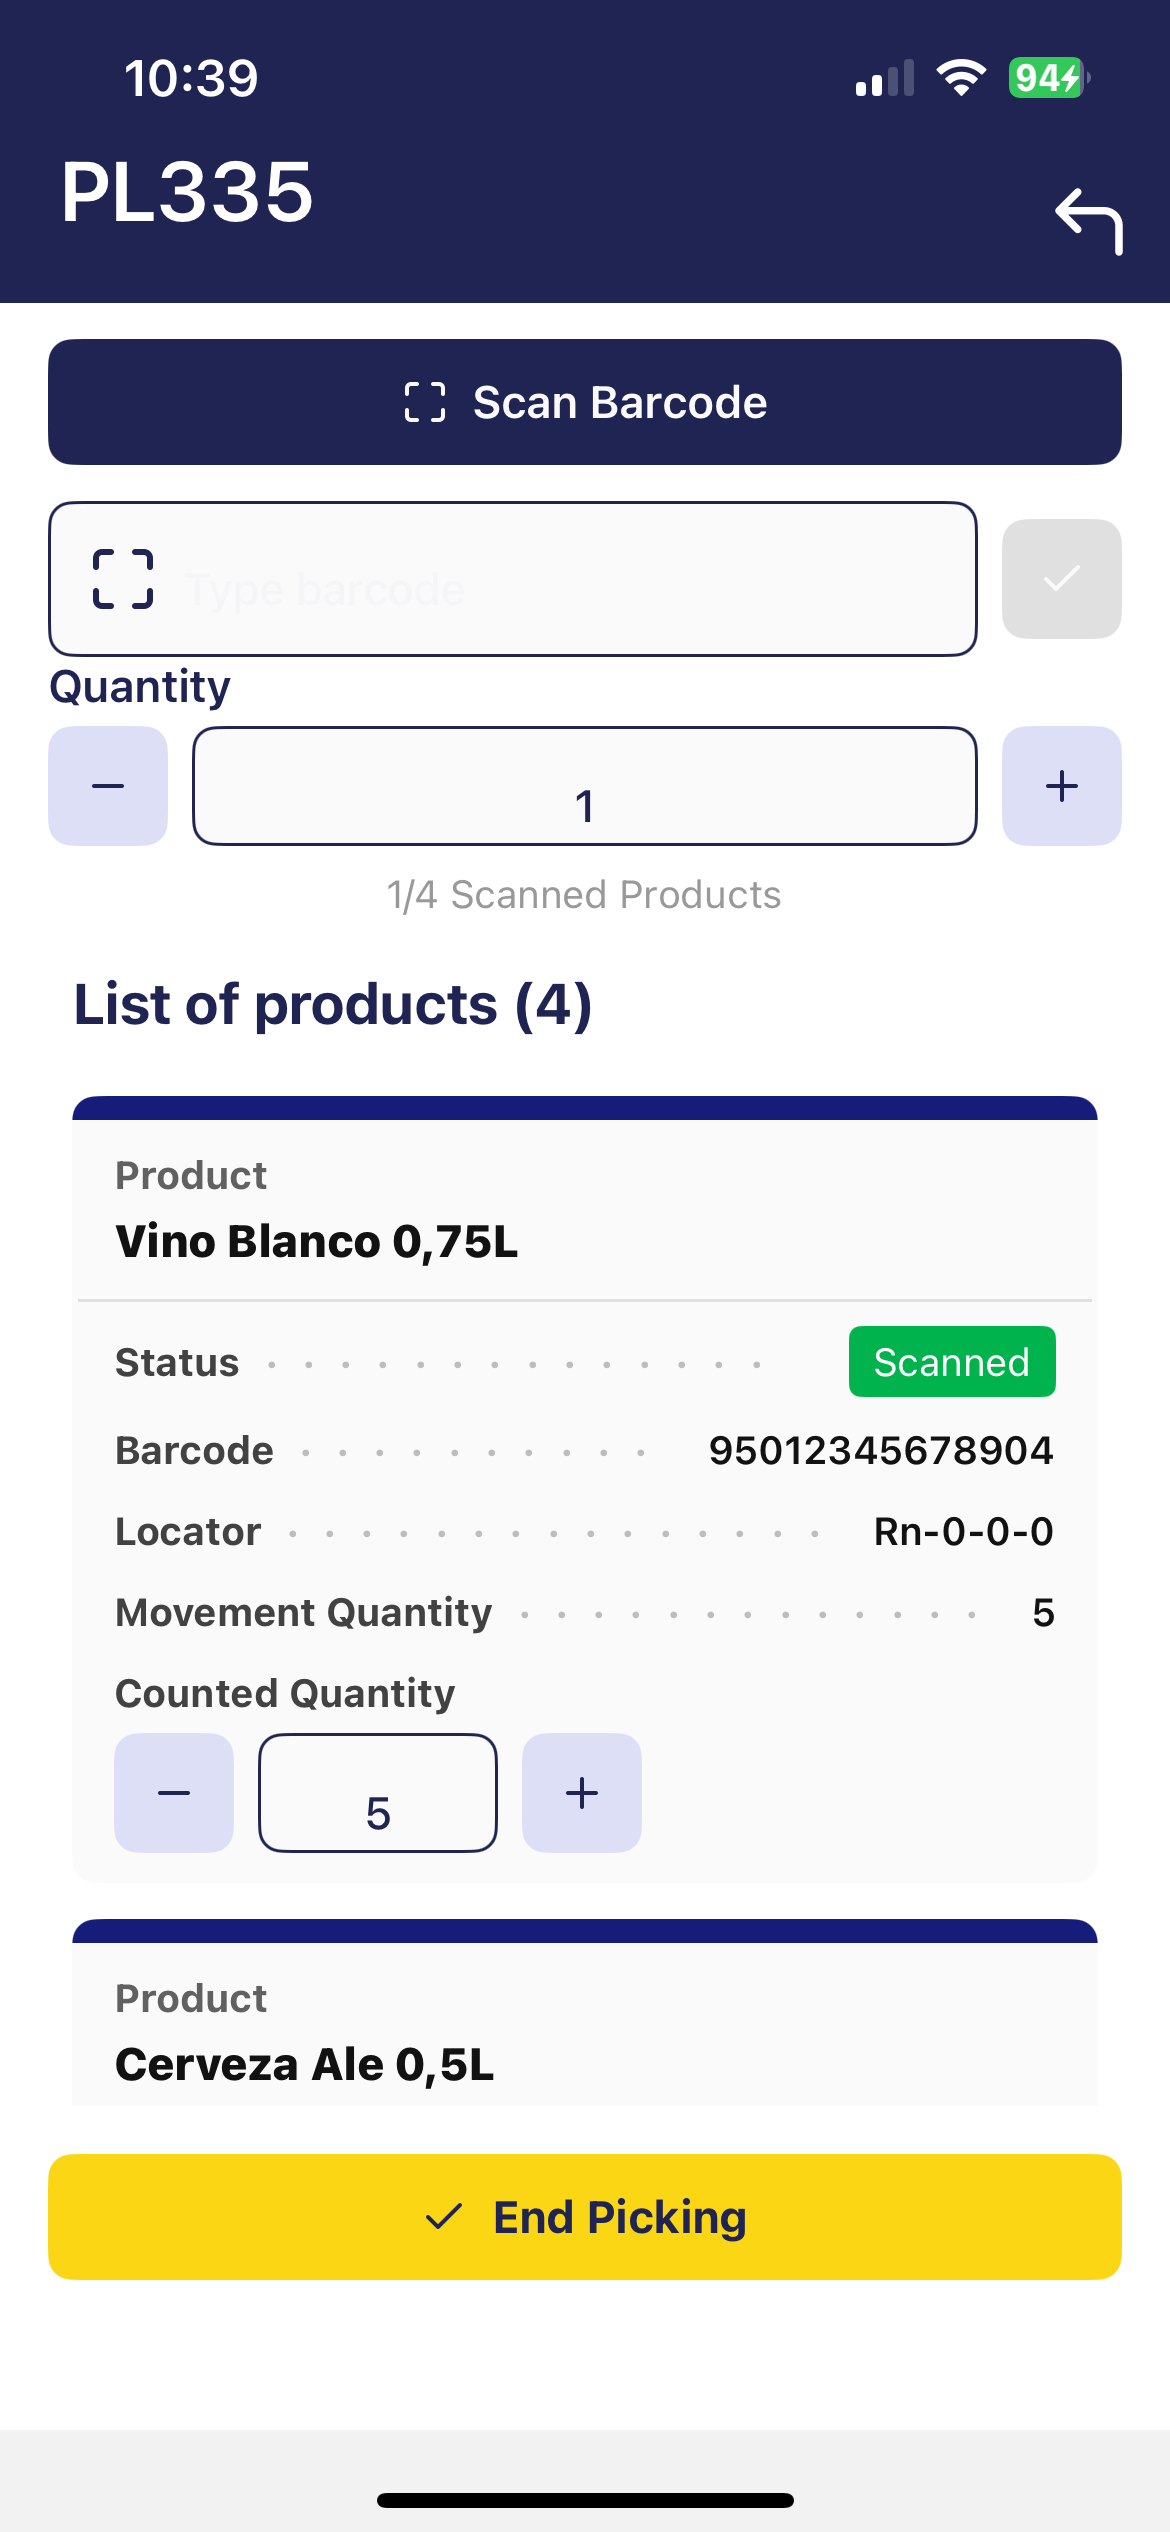 10:39
94
PL335
Scan Barcode
Type barcode
Quantity
1
1/4 Scanned Products
List of products (4)
Product
Vino Blanco 0,75L
Status
Scanned
Barcode
95012345678904
Locator
Rn-0-0-0
Movement Quantity
5
Counted Quantity
5
Product
Cerveza Ale 0,5L
End Picking